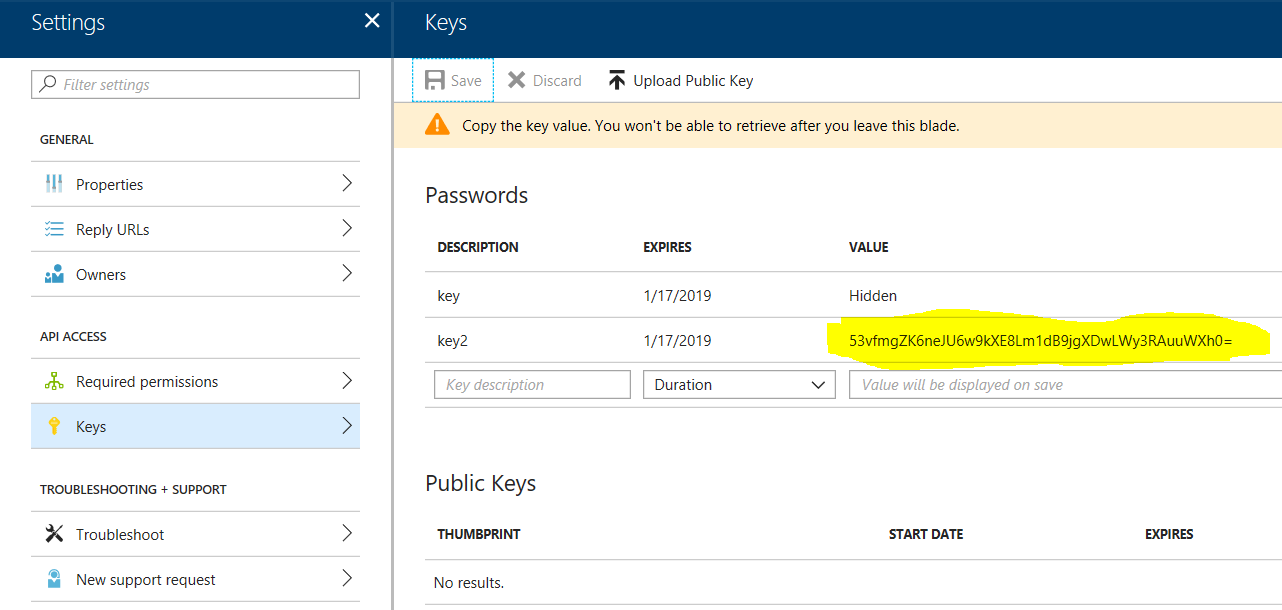 Settings
Filter settings
GENERAL
Properties
Reply URLs
Owners
API ACCESS
Required permissions
Keys
TROUBLESHOOTING + SUPPORT
Troubleshoot
New support request
Keys
Save Discard Upload Public Key
Copy the key value. You won't be able to retrieve after you leave this blade.
Passwords
DESCRIPTION EXPIRES VALUE
key 1/17/2019 Hidden
key2 1/17/2019 53vfmgZK6neJU6w9kXE8Lm1dB9jgXDwLWy3RAuuWXh0=
Key description Duration Value will be displayed on save
Public Keys
THUMBPRINT START DATE EXPIRES
No results.